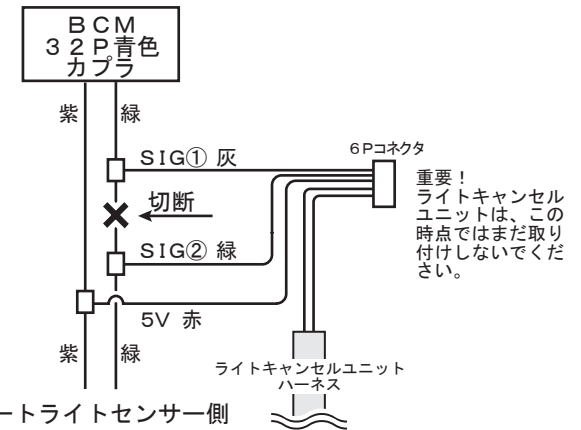 BCM
32P青色
カプラ
紫
緑
SIG① 灰
6Pコネクタ
重要！
ライトキャンセル
ユニットは、この
時点ではまだ取り
付けしないでくだ
さい。
切断
SIG② 緑
5V 赤
紫
緑
ライトキャンセルユニット
ハーネス
ートライトセンサー側